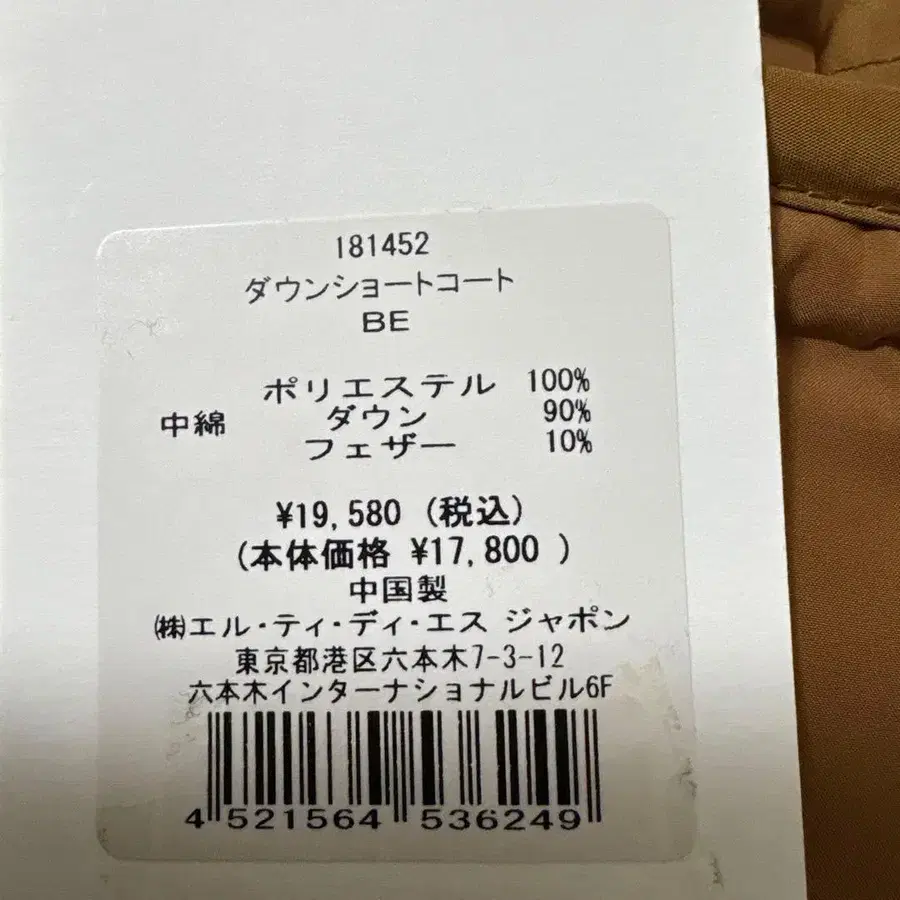 181452
ダウンショートコート
BE
ポリエステル 100%
中綿 ダウン 90%
フェザー 10%
¥19,580 (税込)
(本体価格 ¥17,800 )
中国製
㈱エル・ティ・ディ・エス ジャポン
東京都港区六本木7-3-12
六本木インターナショナルビル6F
4 521564 536249